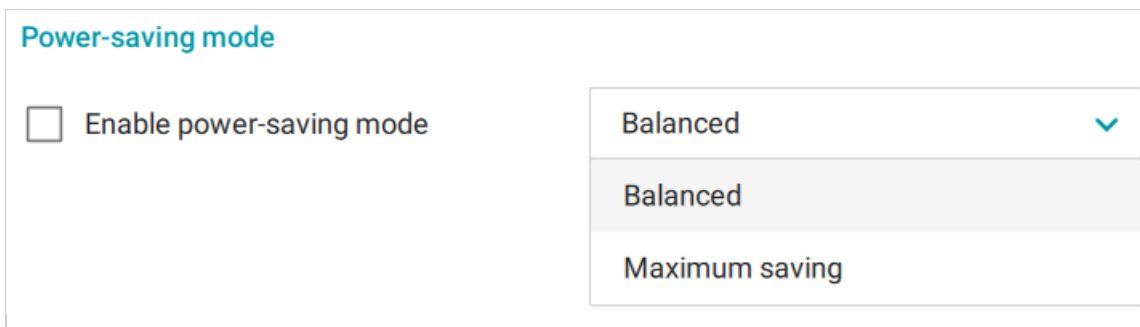 Power-saving mode
Enable power-saving mode
Balanced
Balanced
Maximum saving